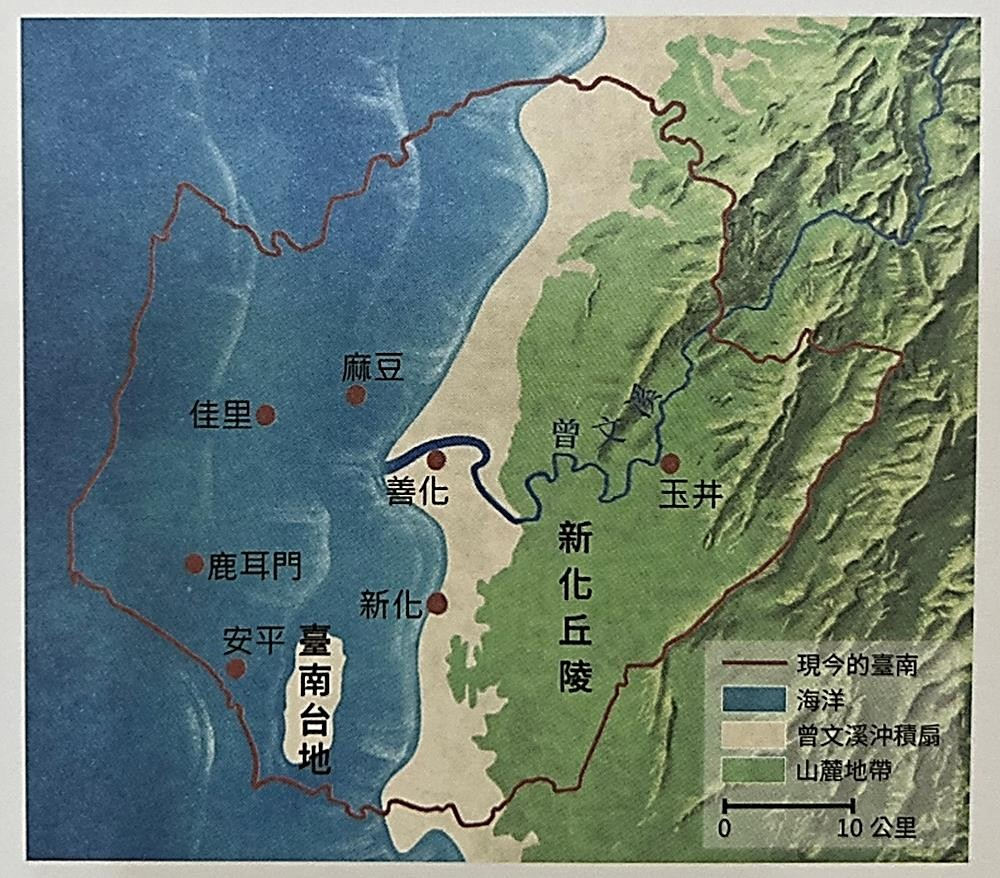 麻豆
佳里
曾文溪
善化
玉井
新化丘陵
鹿耳門
新化
安平
臺南台地
現今的臺南
海洋
曾文溪沖積扇
山麓地帶
0 10 公里